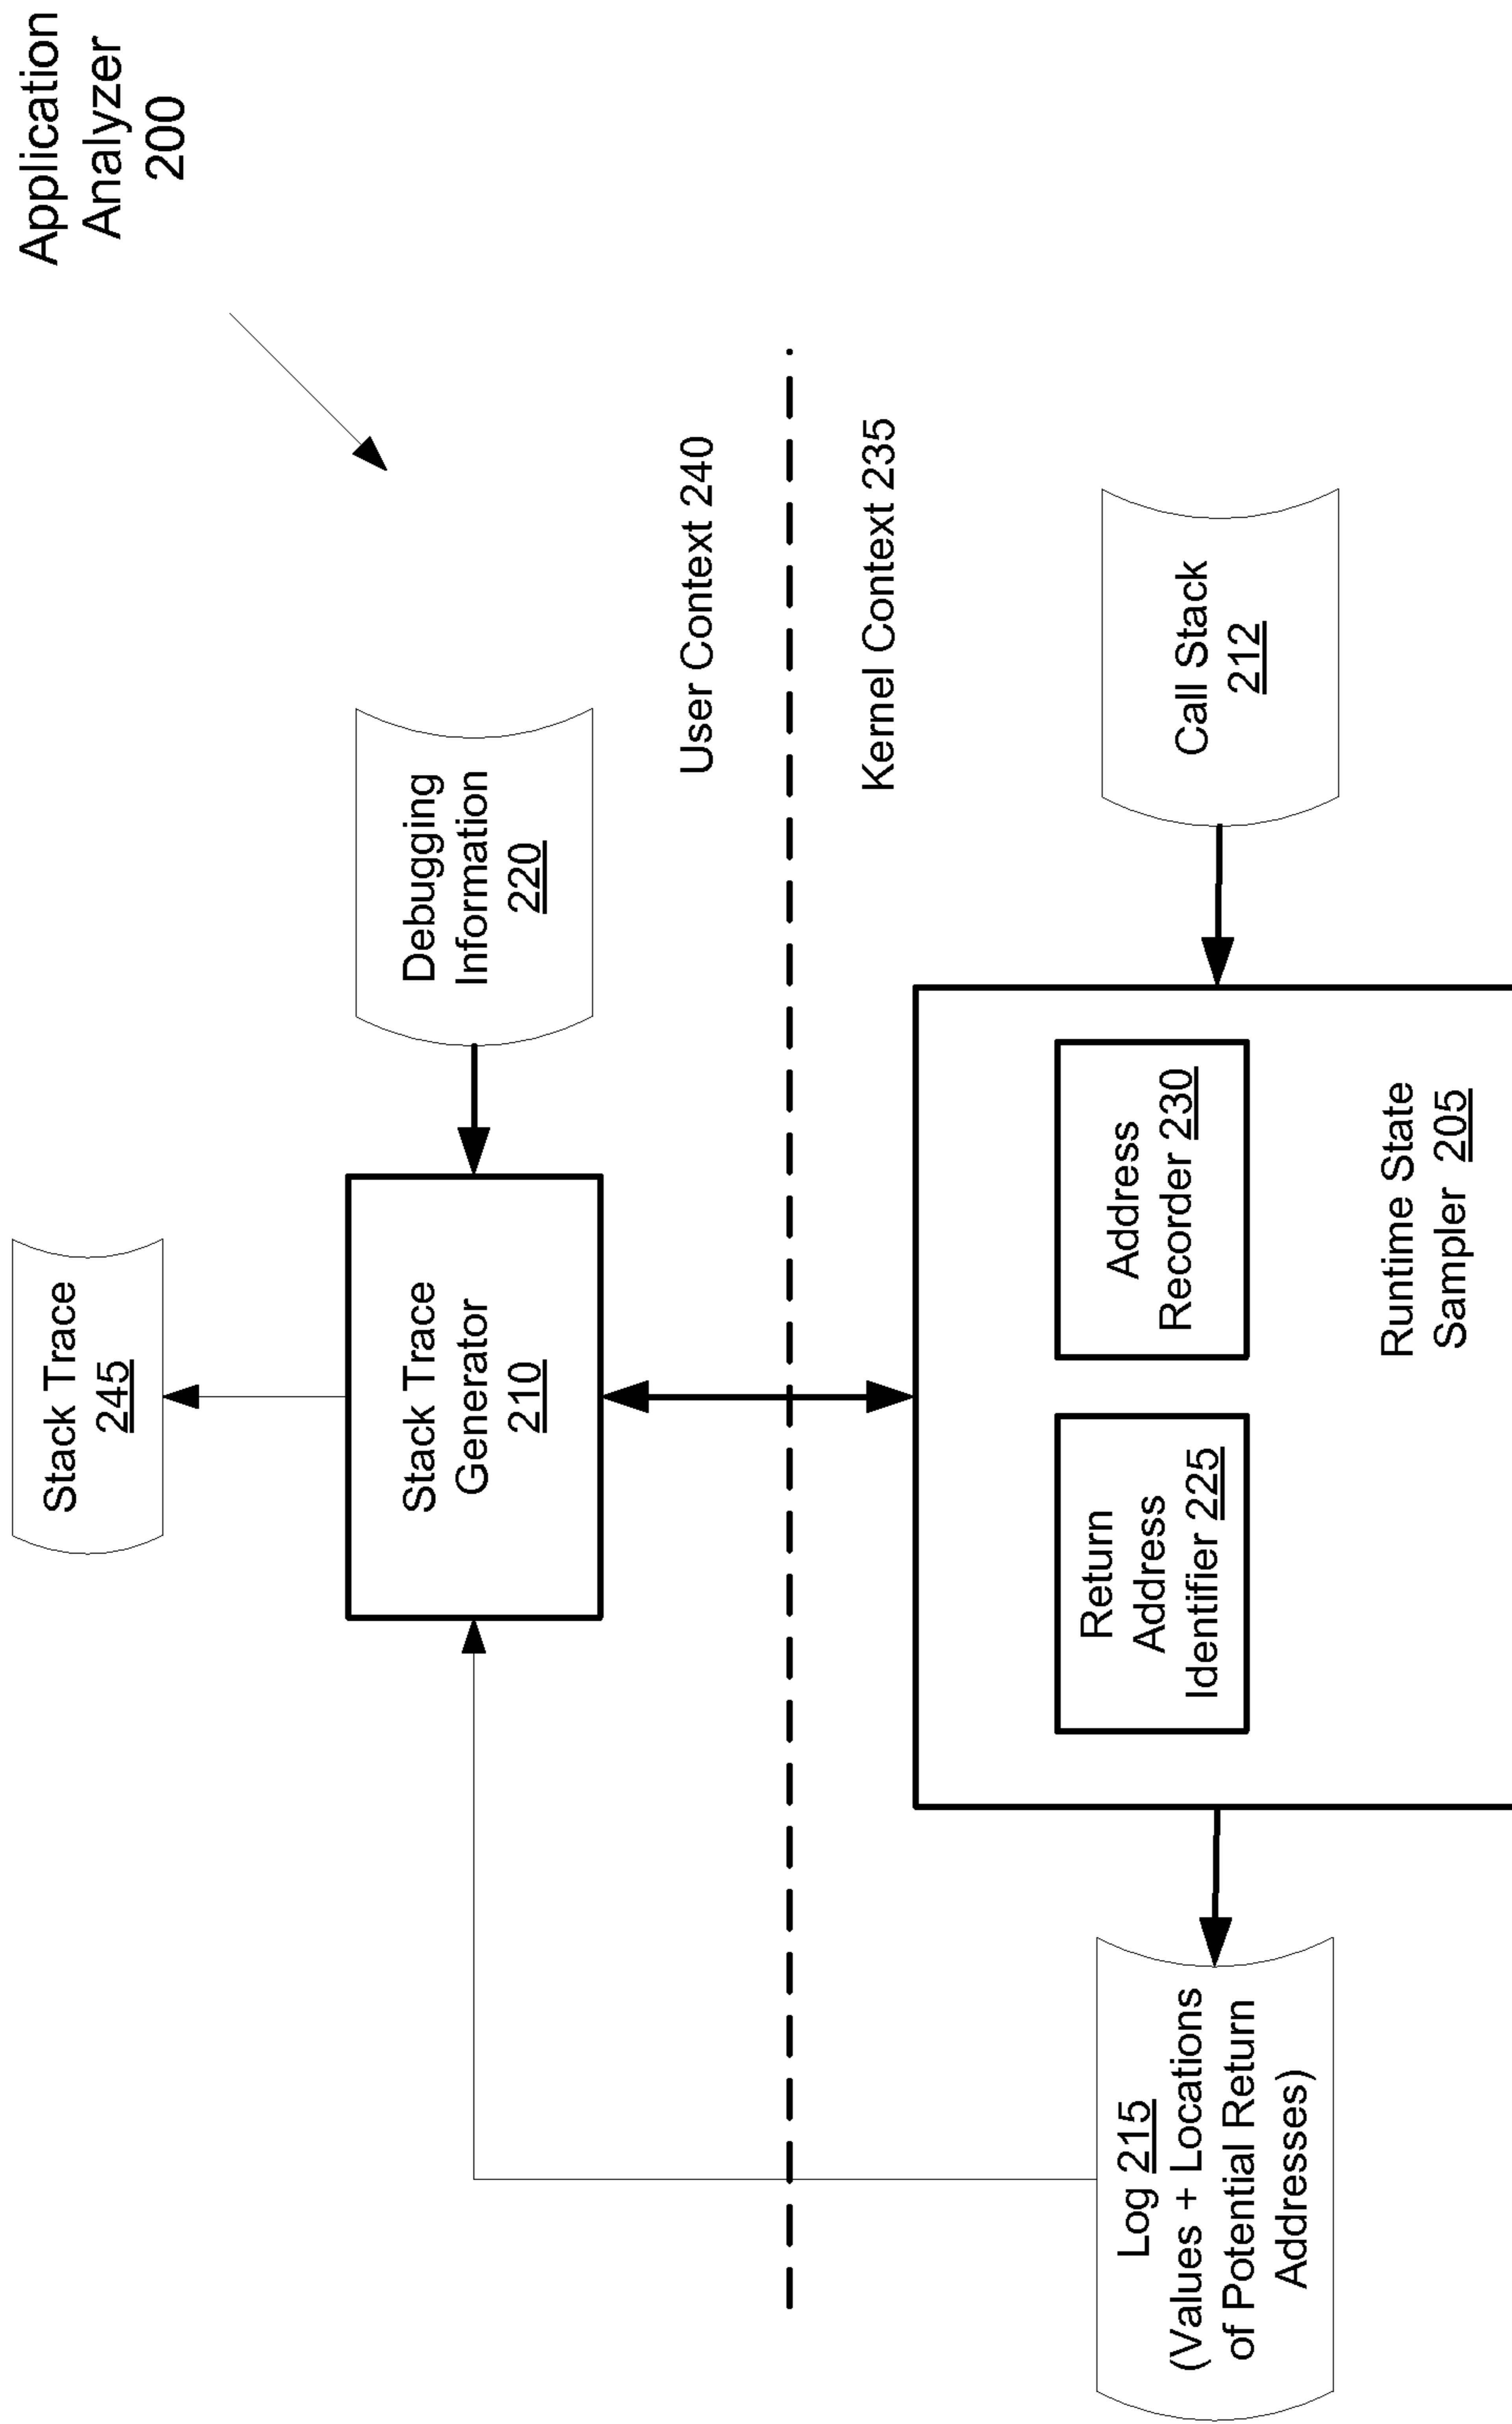 Application
Analyzer
200
Stack Trace
245
Stack Trace
Generator
210
Debugging
Information
220
User Context 240
Kernel Context 235
Log 215
(Values + Locations
of Potential Return
Addresses)
Return
Address
Identifier 225
Address
Recorder 230
Runtime State
Sampler 205
Call Stack
212